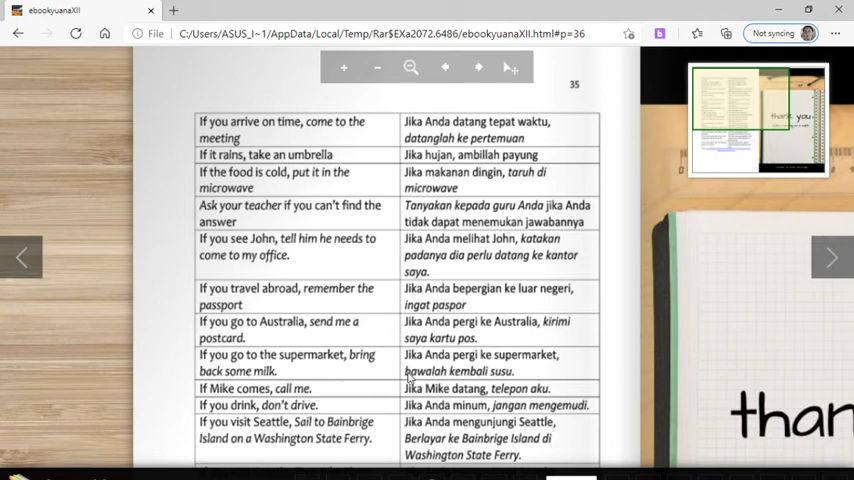 ebookyuanaXII
File
C:/Users/ASUS_I~1/AppData/Local/Temp/Rar$EXa2072.6486/ebookyuanaXII.html#p=36
Not syncing
35
If you arrive on time, come to the
meeting
Jika Anda datang tepat waktu,
datanglah ke pertemuan
If it rains, take an umbrella
Jika hujan, ambillah payung
If the food is cold, put it in the
microwave
Jika makanan dingin, taruh di
microwave
Ask your teacher if you can't find the
answer
Tanyakan kepada guru Anda jika Anda
tidak dapat menemukan jawabannya
If you see John, tell him he needs to
come to my office.
Jika Anda melihat John, katakan
padanya dia perlu datang ke kantor
saya.
If you travel abroad, remember the
passport
Jika Anda bepergian ke luar negeri,
ingat paspor
If you go to Australia, send me a
postcard.
Jika Anda pergi ke Australia, kirimi
saya kartu pos.
If you go to the supermarket, bring
back some milk.
Jika Anda pergi ke supermarket,
bawalah kembali susu.
If Mike comes, call me.
Jika Mike datang, telepon aku.
If you drink, don't drive.
Jika Anda minum, jangan mengemudi.
If you visit Seattle, Sail to Bainbrige
Island on a Washington State Ferry.
Jika Anda mengunjungi Seattle,
Berlayar ke Bainbrige Island di
Washington State Ferry.
thank you
than